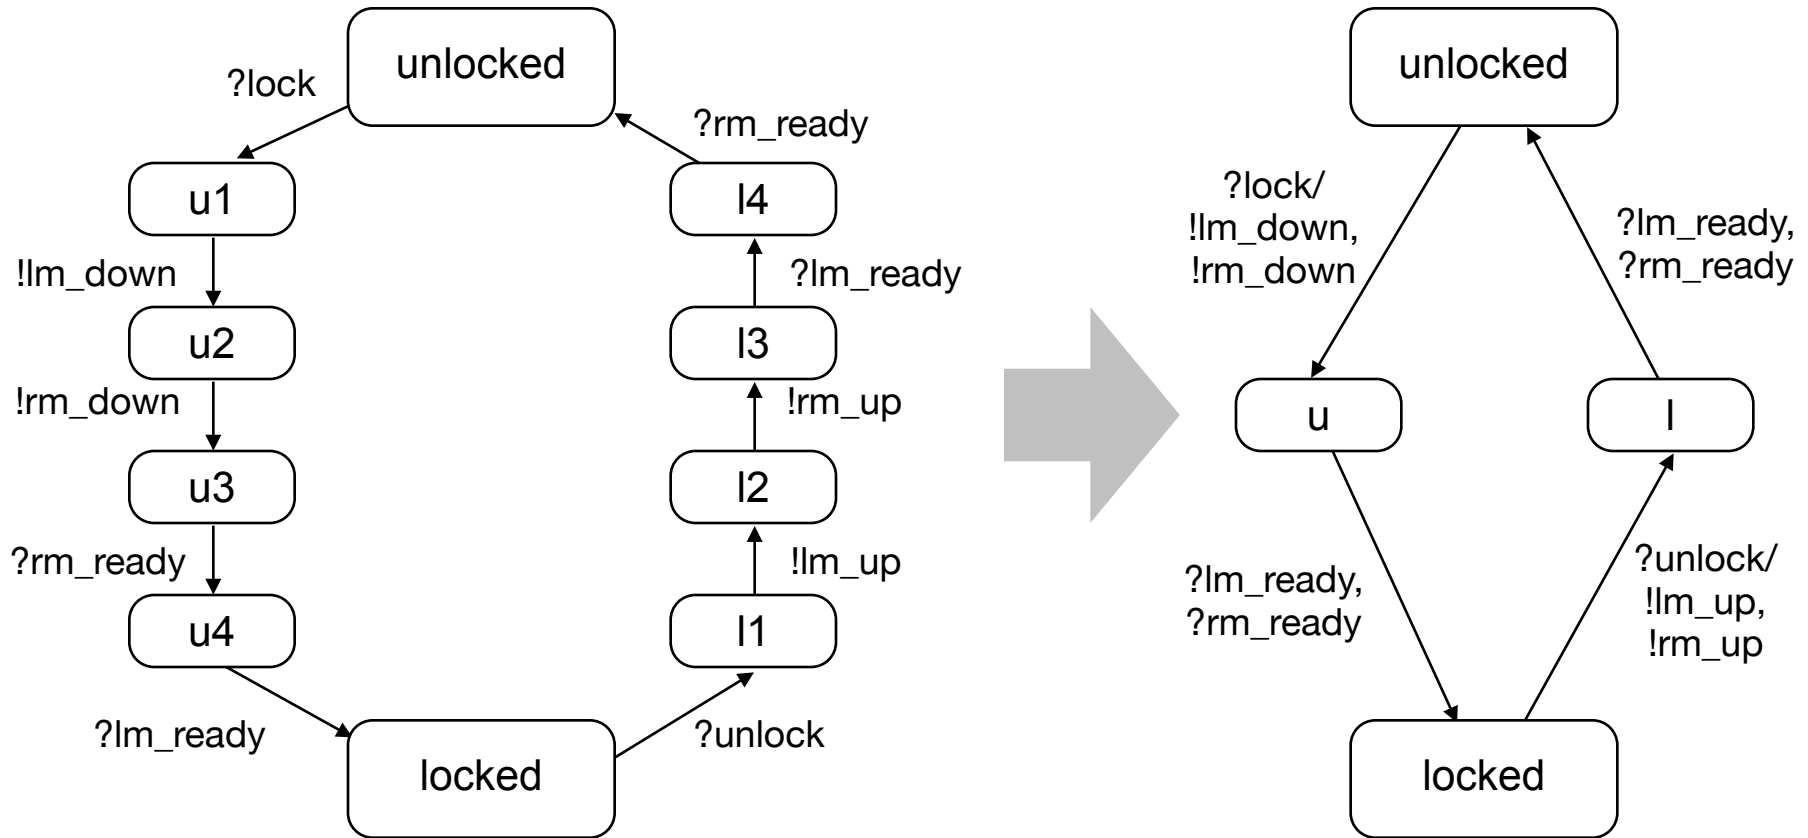 unlocked
?lock
?rm_ready
u1
l4
!lm_down
?lm_ready
u2
l3
!rm_down
!rm_up
u3
l2
?rm_ready
!lm_up
u4
l1
?lm_ready
?unlock
locked
unlocked
?lock/
!lm_down,
!rm_down
?lm_ready,
?rm_ready
u
l
?lm_ready,
?rm_ready
?unlock/
!lm_up,
!rm_up
locked